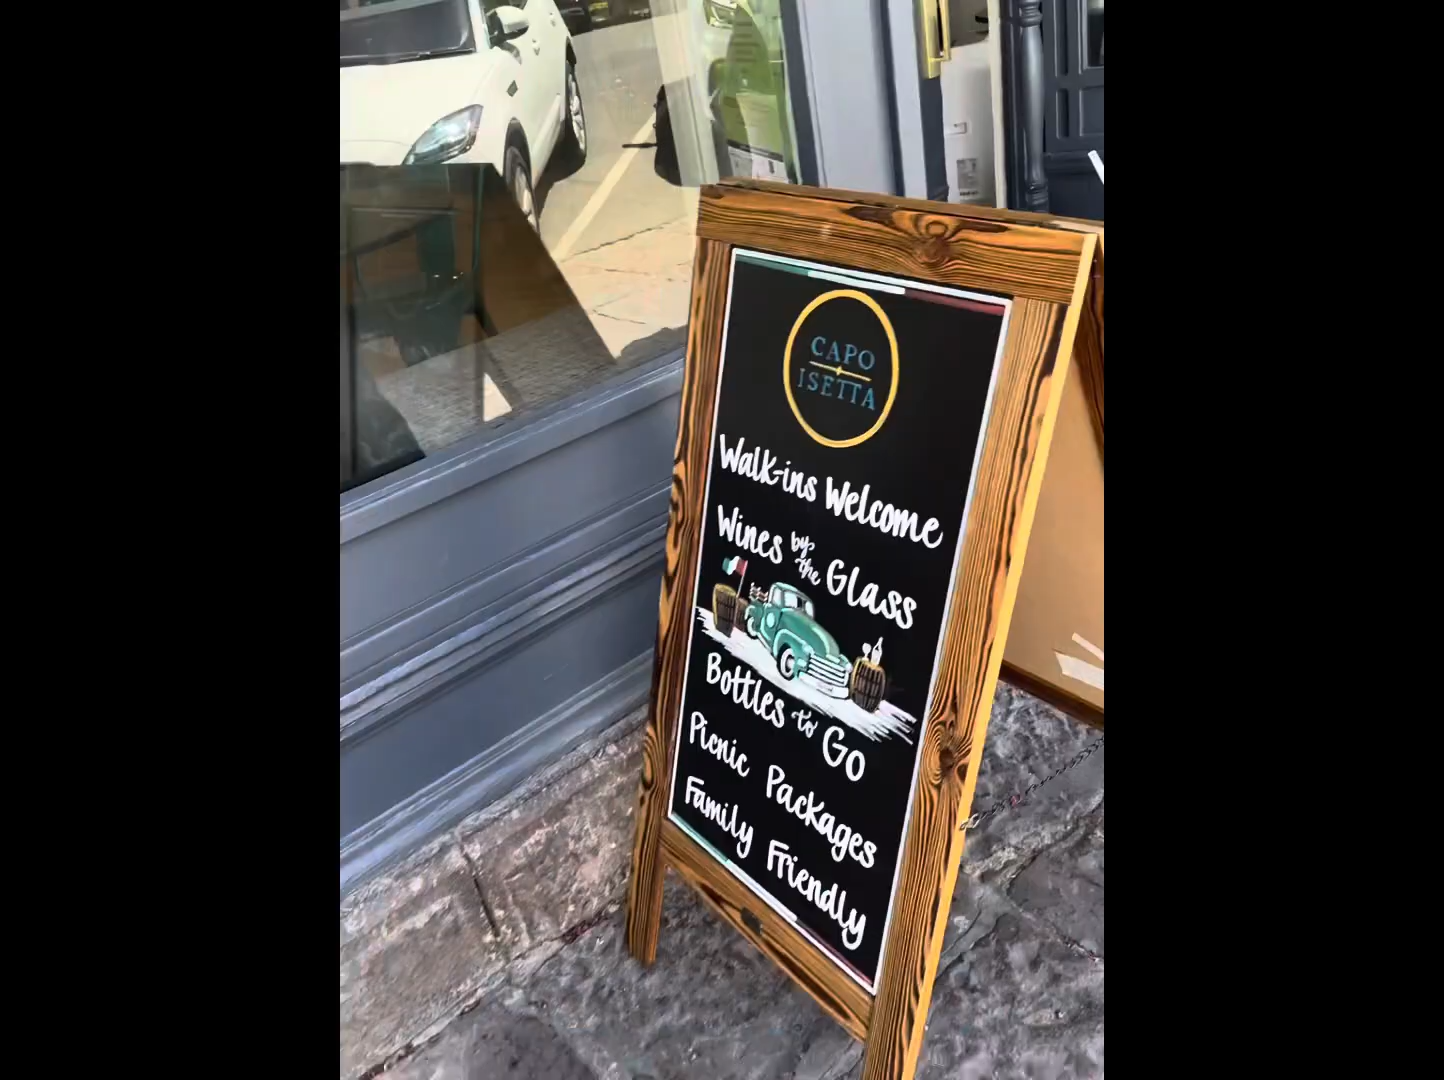 CAPO
ISETTA
Walk-ins Welcome
Wines by the Glass
Bottles to Go
Picnic Packages
Family Friendly